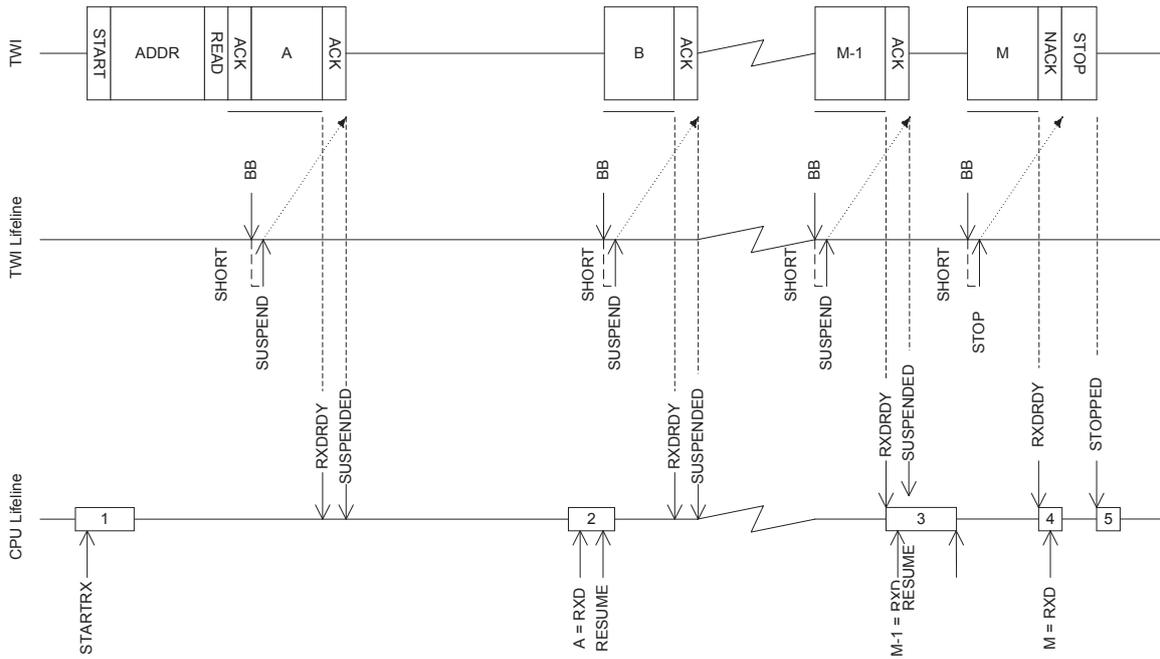 TWI
START
ADDR
READ
ACK
A
ACK
B
ACK
M-1
ACK
M
NACK
STOP
TWI Lifeline
BB
SHORT
SUSPEND
BB
SHORT
SUSPEND
BB
SHORT
SUSPEND
BB
SHORT
STOP
RXDRDY
SUSPENDED
RXDRDY
SUSPENDED
RXDRDY
SUSPENDED
RXDRDY
STOPPED
CPU Lifeline
1
2
3
4
5
STARTRX
A = RXD
RESUME
M-1 = RXD
RESUME
M = RXD